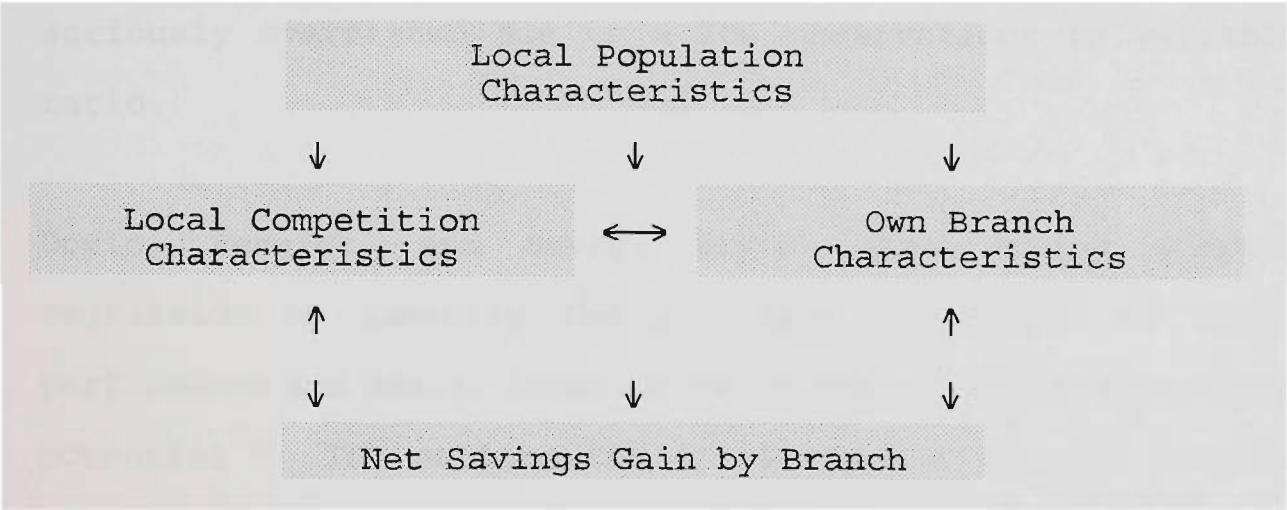 Local Population
Characteristics
↓ ↓ ↓
Local Competition
Characteristics
↔
Own Branch
Characteristics
↑ ↑
↓ ↓ ↓
Net Savings Gain by Branch